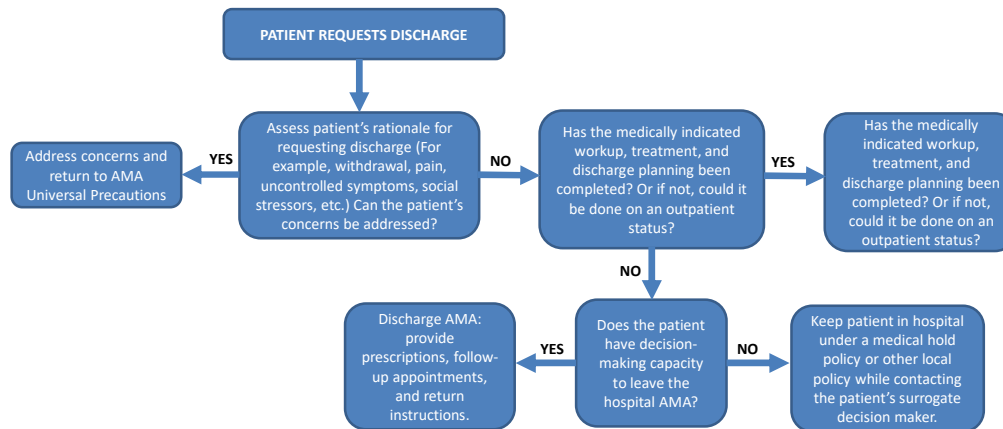 PATIENT REQUESTS DISCHARGE
Assess patient's rationale for
requesting discharge (For
example, withdrawal, pain,
uncontrolled symptoms, social
stressors, etc.) Can the patient's
concerns be addressed?
YES
Address concerns and
return to AMA
Universal Precautions
NO
Has the medically indicated
workup, treatment, and
discharge planning been
completed? Or if not, could it
be done on an outpatient
status?
YES
Has the medically
indicated workup,
treatment, and
discharge planning been
completed? Or if not,
could it be done on an
outpatient status?
NO
Does the patient
have decision-
making capacity
to leave the
hospital AMA?
YES
Discharge AMA:
provide
prescriptions, follow-
up appointments,
and return
instructions.
NO
Keep patient in hospital
under a medical hold
policy or other local
policy while contacting
the patient's surrogate
decision maker.